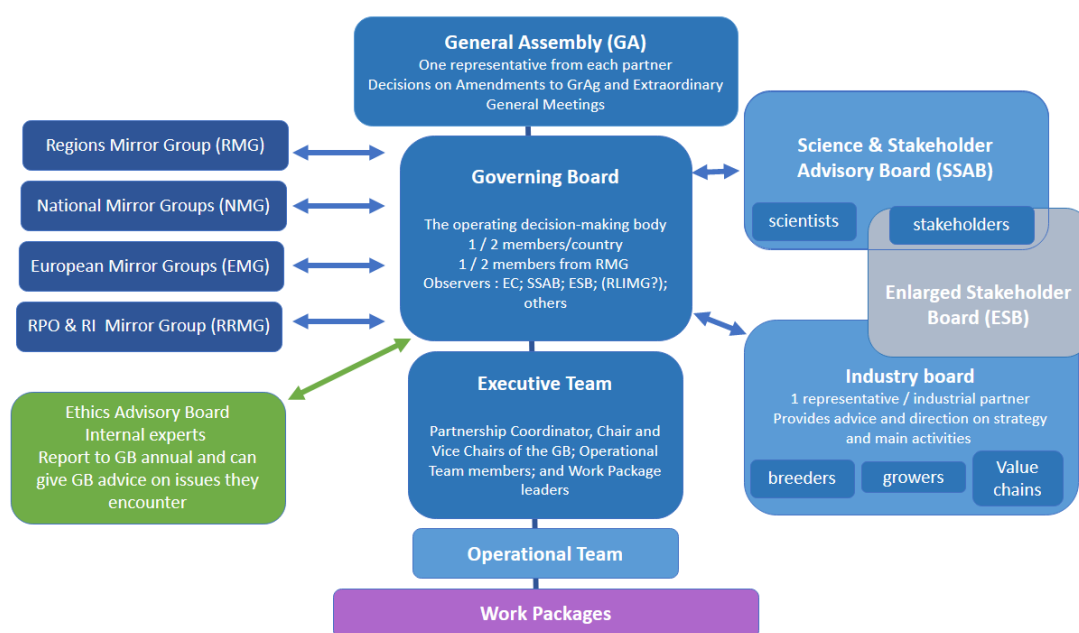 General Assembly (GA)
One representative from each partner
Decisions on Amendments to GrAg and Extraordinary
General Meetings
Regions Mirror Group (RMG)
National Mirror Groups (NMG)
European Mirror Groups (EMG)
RPO & RI  Mirror Group (RRMG)
Governing Board
The operating decision-making body
1 / 2 members/country
1 / 2 members from RMG
Observers : EC; SSAB; ESB; (RLIMG?);
others
Science & Stakeholder
Advisory Board (SSAB)
scientists
stakeholders
Enlarged Stakeholder
Board (ESB)
Industry board
1 representative / industrial partner
Provides advice and direction on strategy
and main activities
breeders
growers
Value
chains
Ethics Advisory Board
Internal experts
Report to GB annual and can
give GB advice on issues they
encounter
Executive Team
Partnership Coordinator, Chair and
Vice Chairs of the GB; Operational
Team members; and Work Package
leaders
Operational Team
Work Packages